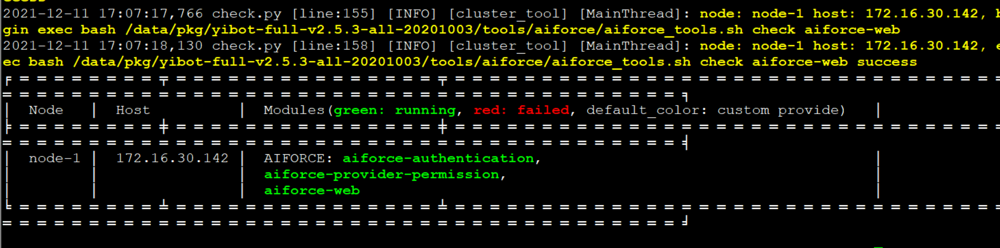 2021-12-11 17:07:17,766 check.py [line:155] [INFO] [cluster_tool] [MainThread]: node: node-1 host: 172.16.30.142,
gin exec bash /data/pkg/yibot-full-v2.5.3-all-20201003/tools/aiforce/aiforce_tools.sh check aiforce-web
2021-12-11 17:07:18,130 check.py [line:158] [INFO] [cluster_tool] [MainThread]: node: node-1 host: 172.16.30.142, e
ec bash /data/pkg/yibot-full-v2.5.3-all-20201003/tools/aiforce/aiforce_tools.sh check aiforce-web success
Node | Host | Modules(green: running, red: failed, default_color: custom provide) |
node-1 | 172.16.30.142 | AIFORCE: aiforce-authentication, |
aiforce-provider-permission,
aiforce-web